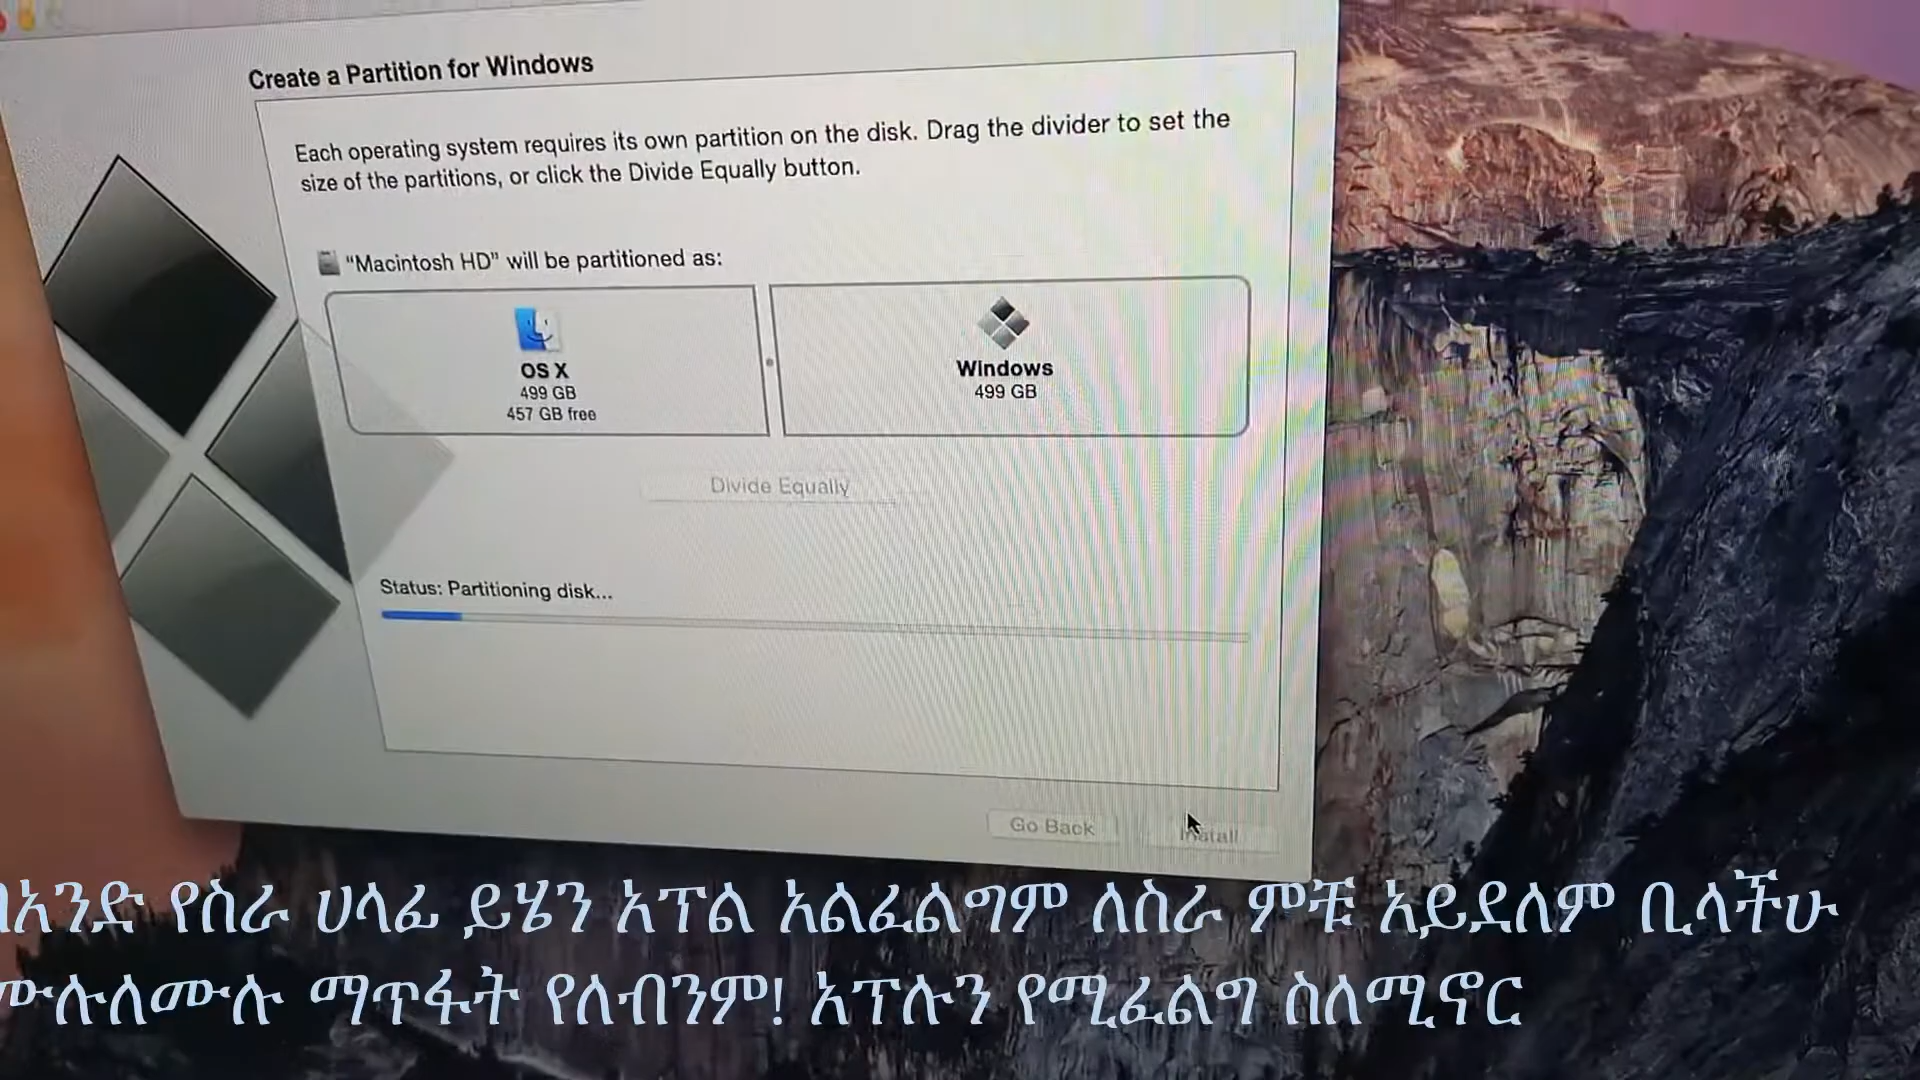 Create a Partition for Windows
Each operating system requires its own partition on the disk. Drag the divider to set the
size of the partitions, or click the Divide Equally button.
“Macintosh HD” will be partitioned as:
OS X
499 GB
457 GB free
Windows
499 GB
Divide Equally
Status: Partitioning disk...
Go Back
Install
በአንድ የስራ ሀላፊ ይሄን አፕል አልፈልግም ለስራ ምቹ አይደለም ቢላችሁ
ሙሉለሙሉ ማጥፋት የለብንም! አፕሉን የሚፈልግ ስለሚኖር